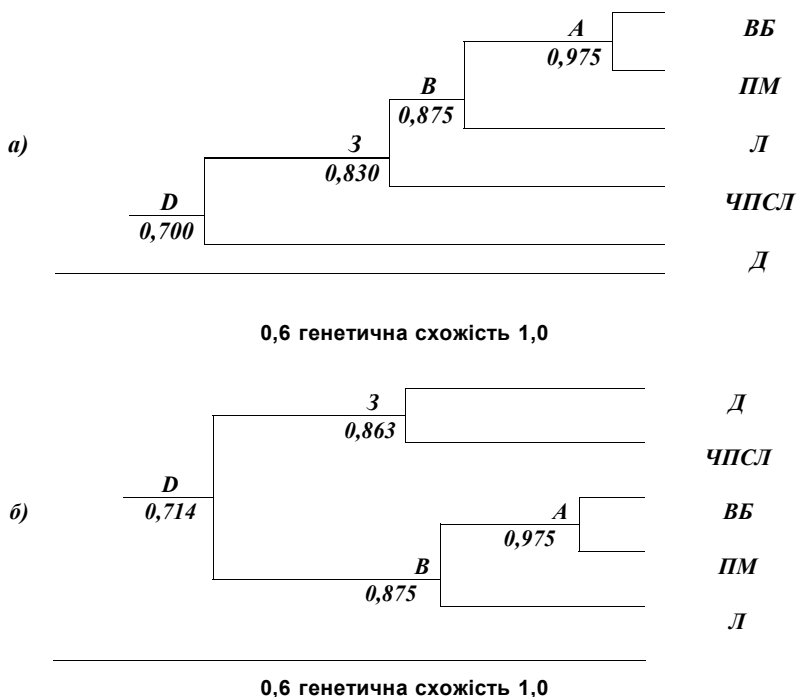 A ВБ
0,975
B ПМ
0,875
а) З Л
0,830
D ЧПСЛ
0,700
Д
0,6 генетична схожість 1,0
З Д
0,863
ЧПСЛ
D
б) 0,714 A ВБ
0,975
B ПМ
0,875
Л
0,6 генетична схожість 1,0